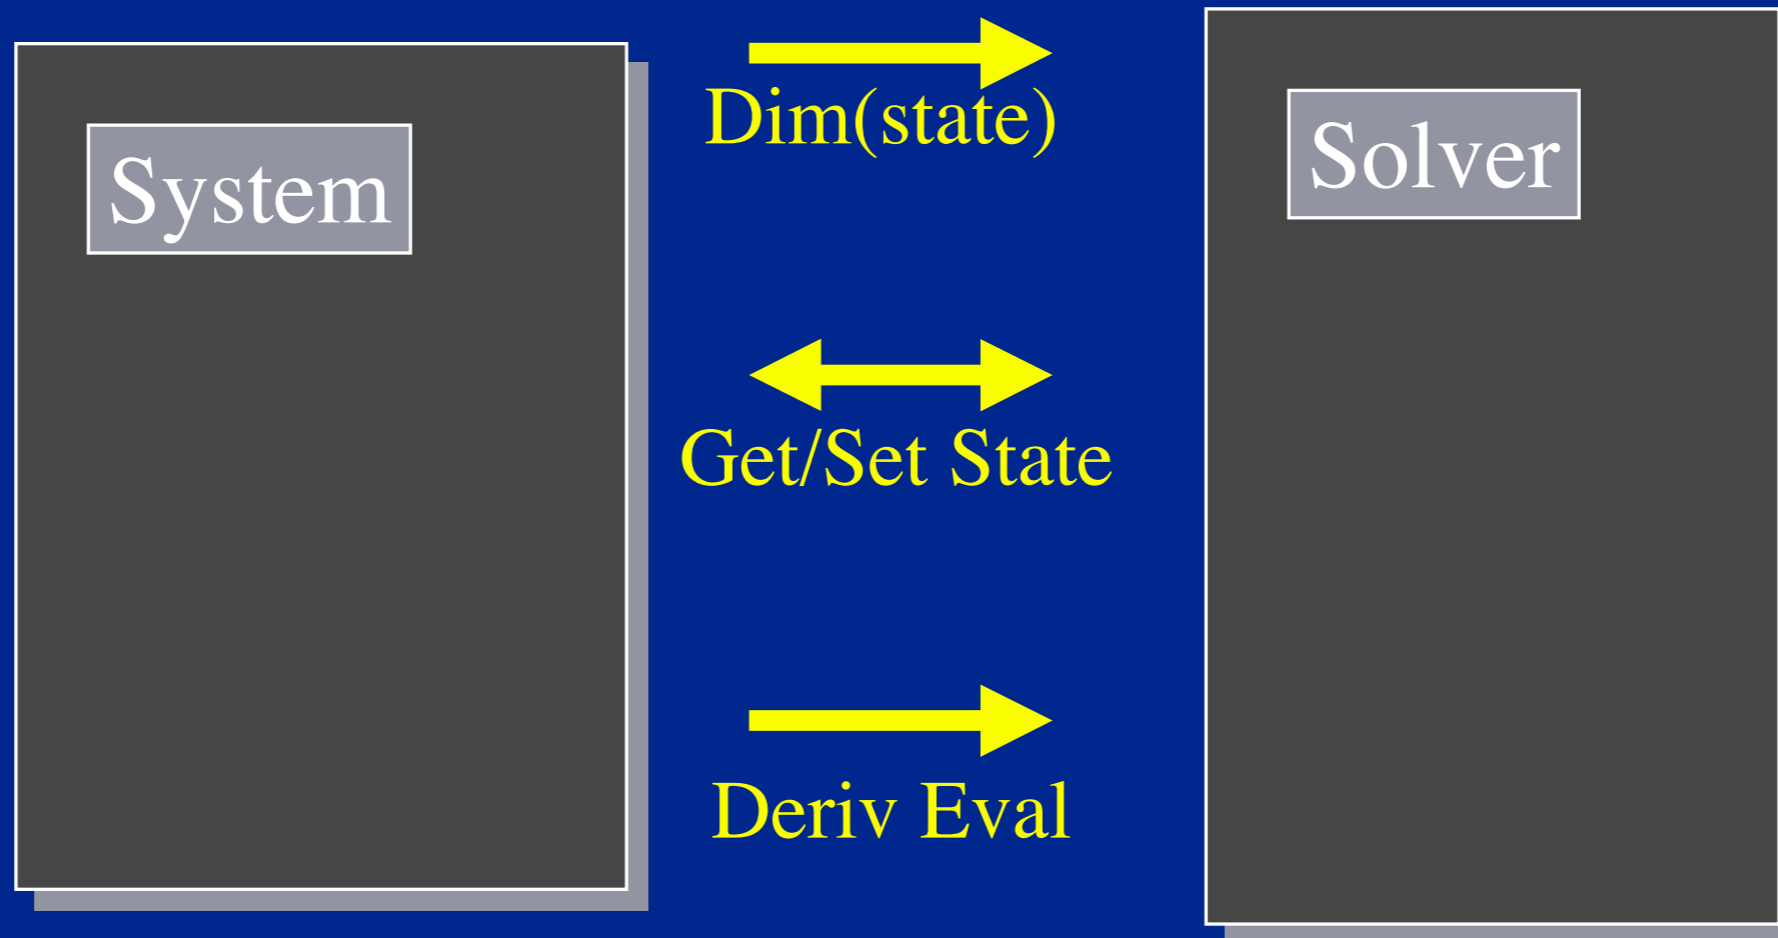 System
Dim(state)
Get/Set State
Deriv Eval
Solver